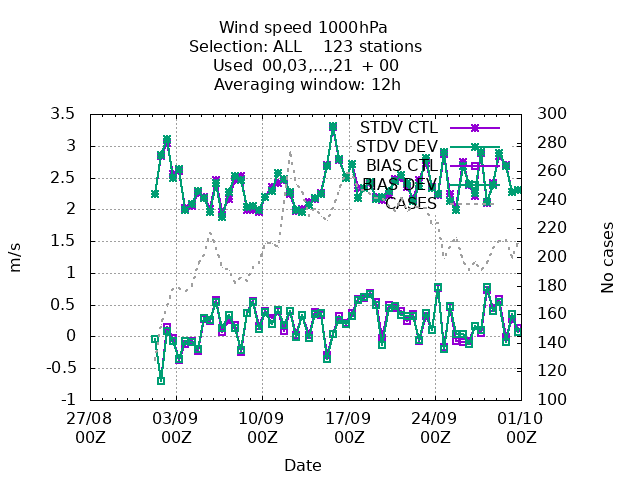 Wind speed 1000hPa
Selection: ALL 123 stations
Used 00,03,...,21 + 00
Averaging window: 12h
STDV CTL
STDV DEV
BIAS CTL
BIAS DEV
CASES
3.5
3
2.5
2
1.5
1
0.5
0
-0.5
-1
m/s
300
280
260
240
220
200
180
160
140
120
100
No cases
27/08 03/09 10/09 17/09 24/09 01/10
00Z 00Z 00Z 00Z 00Z 00Z
Date